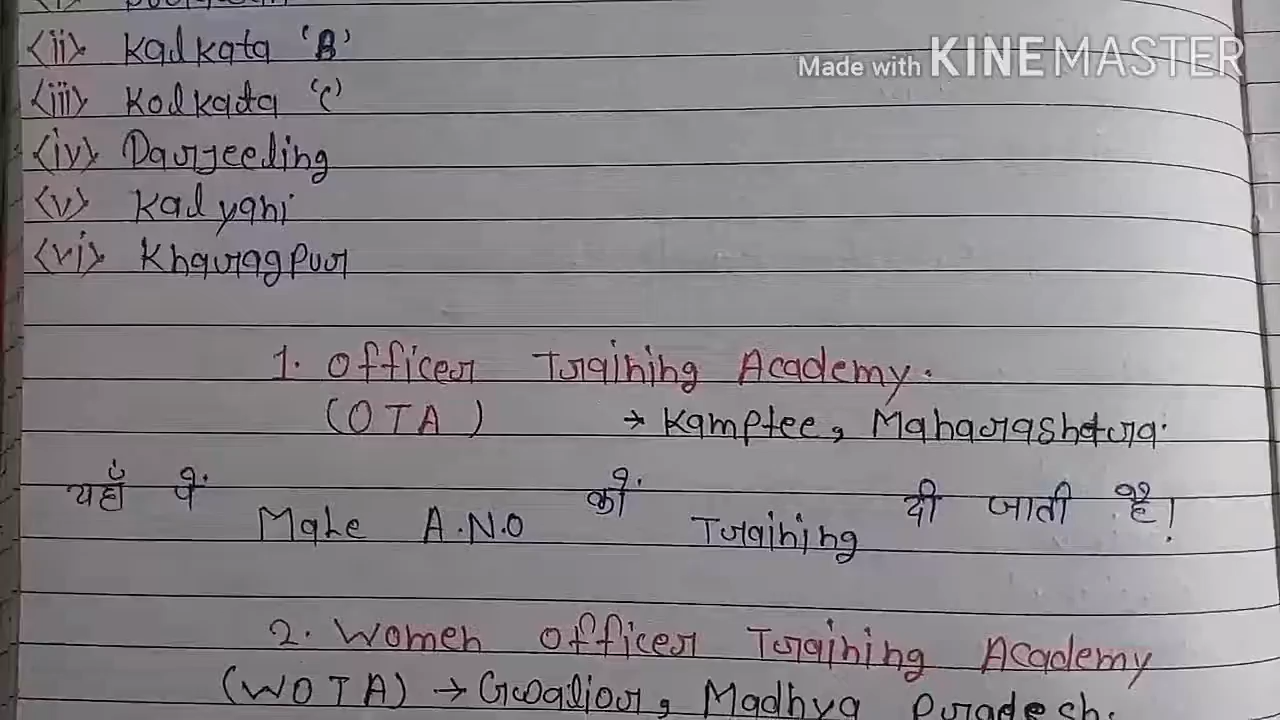 Made with KINEMASTER
(ii) Kalkata 'B'
(iii) Kolkata 'C'
(iv) Darjeeling
(v) Kalyani
(vi) Kharagpur
1. Officer Training Academy.
(OTA) → Kamptee, Maharashtra.
यहाँ पे Male A.N.O को Training दी जाती है!
2. Women Officer Training Academy
(WOTA) → Gwalior, Madhya Pradesh.